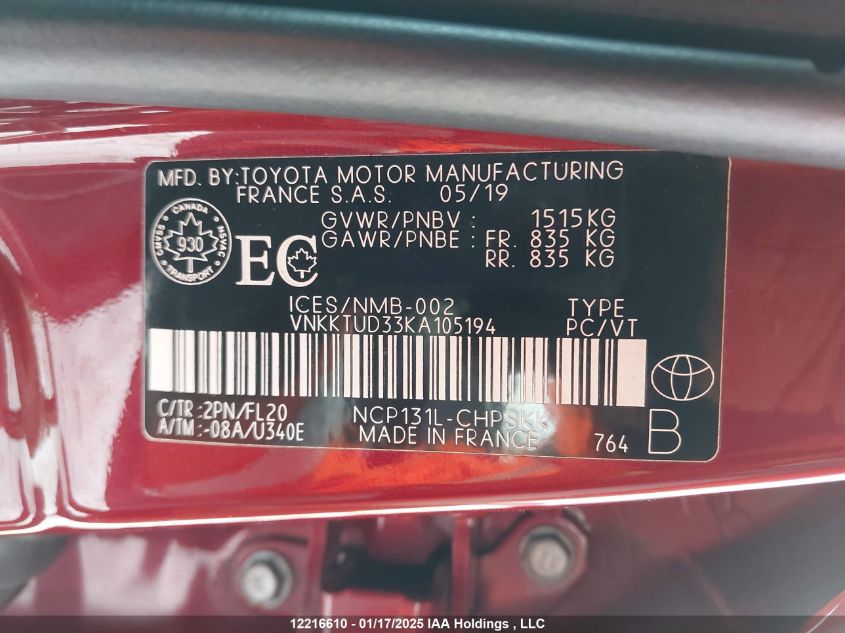 MFD. BY:TOYOTA MOTOR MANUFACTURING
FRANCE S.A.S. 05/19
GVWR/PNBV : 1515KG
GAWR/PNBE : FR. 835 KG
RR. 835 KG
CANADA
CMVSS 930 NSVAC
TRANSPORT
EC
ICES/NMB-002 TYPE
VNKKTUD33KA105194 PC/VT
C/TR:2PN/FL20 NCP131L-CHPSKK
A/TM:-08A/U340E MADE IN FRANCE 764 B
12216610 - 01/17/2025 IAA Holdings , LLC